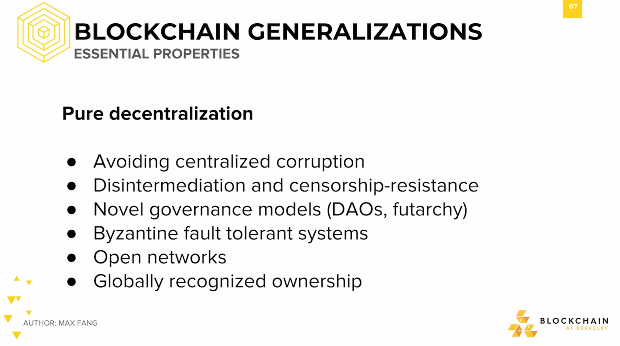 67
BLOCKCHAIN GENERALIZATIONS
ESSENTIAL PROPERTIES
Pure decentralization
● Avoiding centralized corruption
● Disintermediation and censorship-resistance
● Novel governance models (DAOs, futarchy)
● Byzantine fault tolerant systems
● Open networks
● Globally recognized ownership
AUTHOR: MAX FANG
BLOCKCHAIN
AT BERKELEY